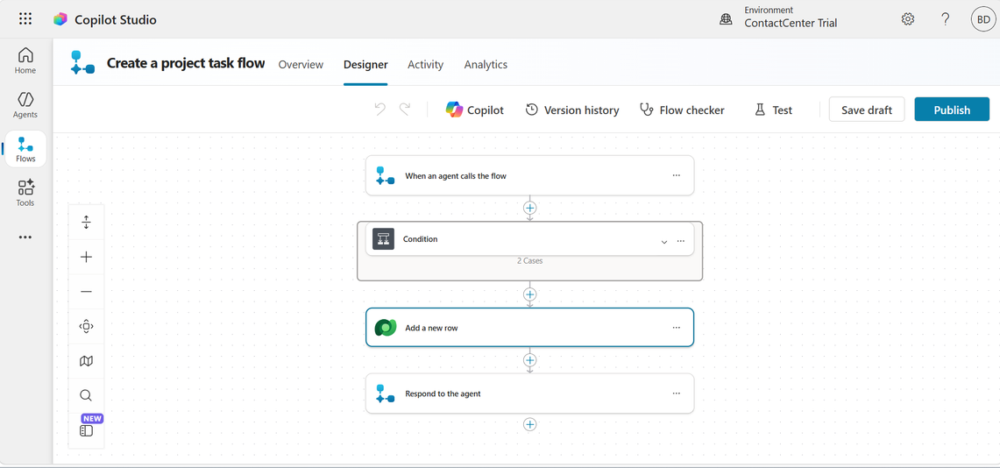 Copilot Studio
Environment
ContactCenter Trial
BD
Home
Agents
Flows
Tools
Create a project task flow
Overview
Designer
Activity
Analytics
Copilot
Version history
Flow checker
Test
Save draft
Publish
When an agent calls the flow
Condition
2 Cases
Add a new row
Respond to the agent
NEW